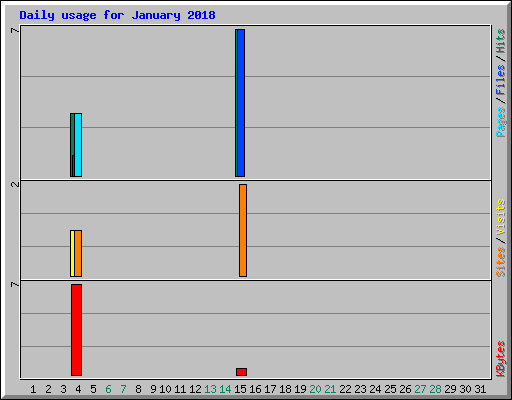 Daily usage for January 2018
7
2
7
Pages/Files/Hits
Sites/Visits
KBytes
1 2 3 4 5 6 7 8 9 10 11 12 13 14 15 16 17 18 19 20 21 22 23 24 25 26 27 28 29 30 31